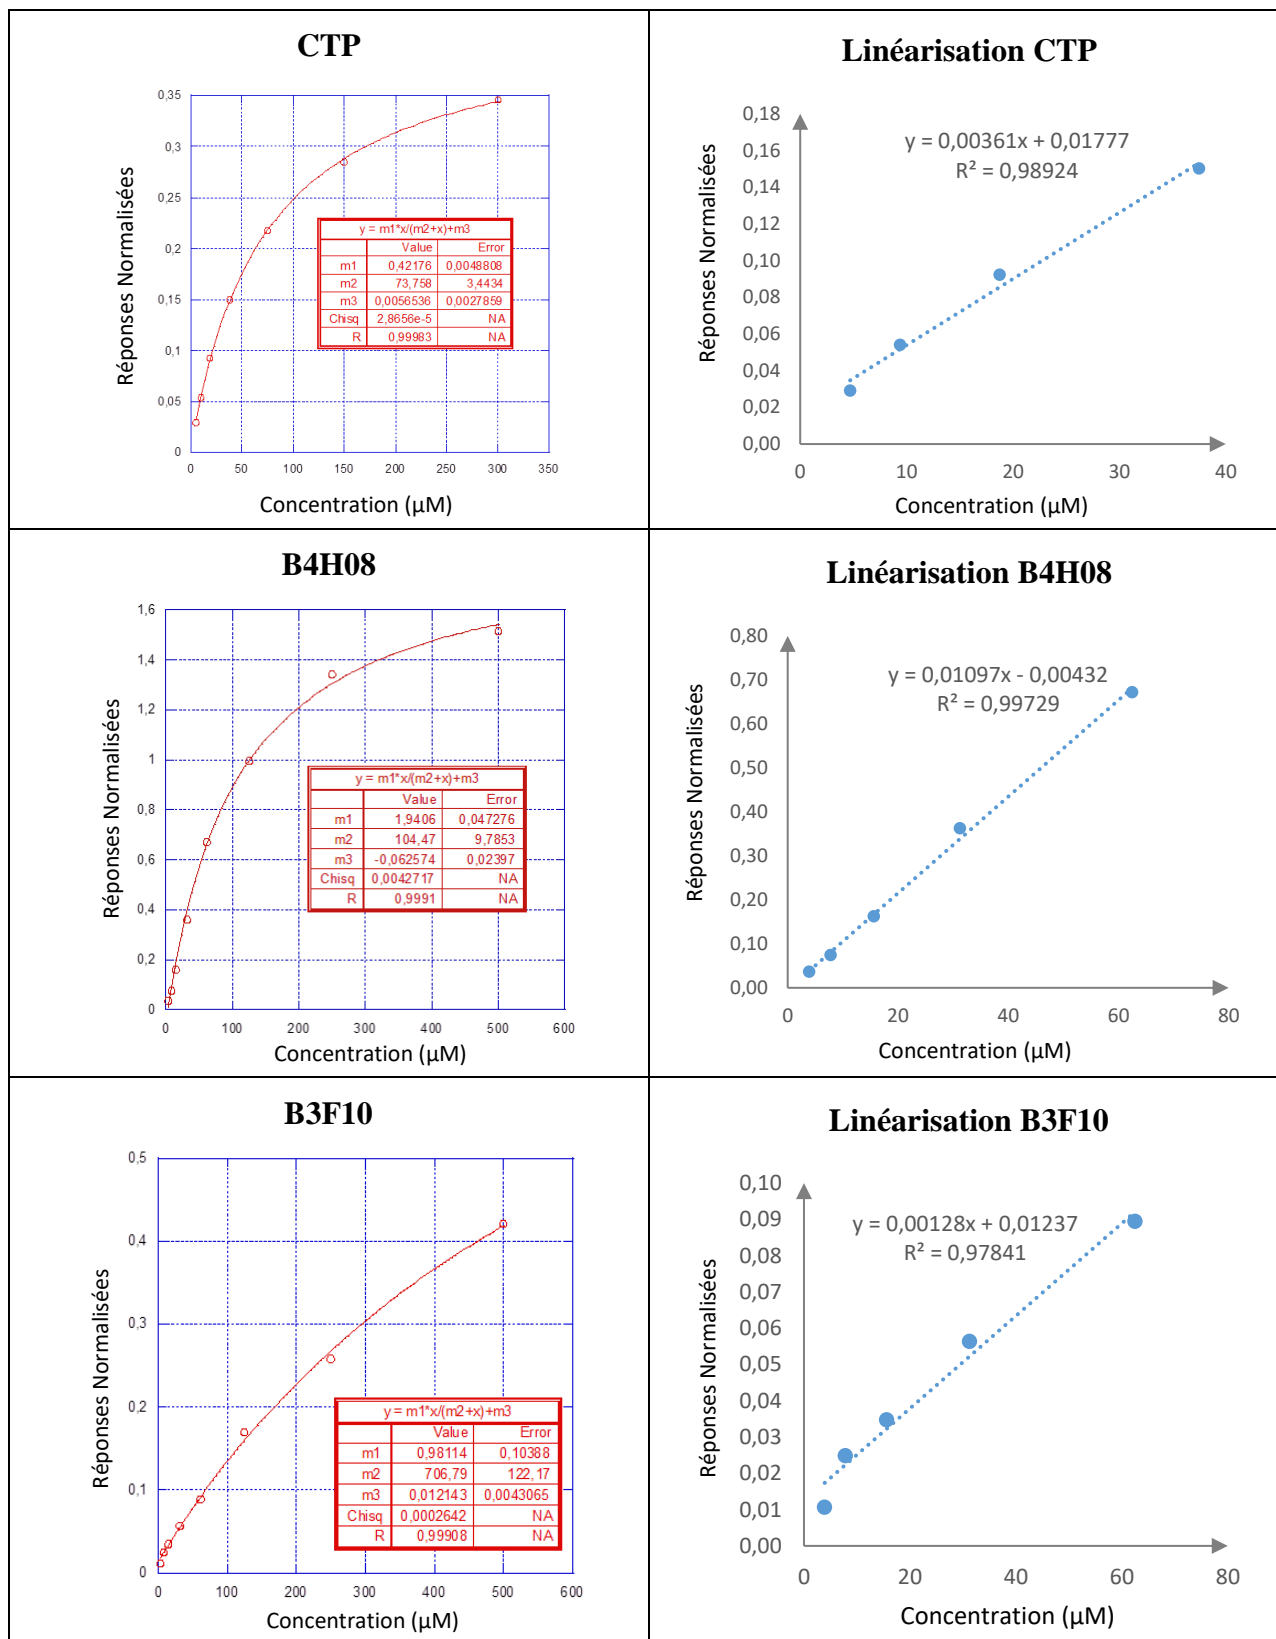 CTP
Réponses Normalisées
0,35
0,3
0,25
0,2
0,15
0,1
0,05
0
0 50 100 150 200 250 300 350
Concentration (µM)
y = m1*x/(m2+x)+m3
Value Error
m1 0,42176 0,0048808
m2 73,758 3,4434
m3 0,0056536 0,0027859
Chisq 2,8656e-5 NA
R 0,99983 NA
Linéarisation CTP
Réponses Normalisées
0,18
0,16
0,14
0,12
0,10
0,08
0,06
0,04
0,02
0,00
y = 0,00361x + 0,01777
R² = 0,98924
0 10 20 30 40
Concentration (µM)
B4H08
Réponses Normalisées
1,6
1,4
1,2
1
0,8
0,6
0,4
0,2
0
0 100 200 300 400 500 600
Concentration (µM)
y = m1*x/(m2+x)+m3
Value Error
m1 1,9406 0,047276
m2 104,47 9,7853
m3 -0,062574 0,02397
Chisq 0,0042717 NA
R 0,9991 NA
Linéarisation B4H08
Réponses Normalisées
0,80
0,70
0,60
0,50
0,40
0,30
0,20
0,10
0,00
y = 0,01097x - 0,00432
R² = 0,99729
0 20 40 60 80
Concentration (µM)
B3F10
Réponses Normalisées
0,5
0,4
0,3
0,2
0,1
0
0 100 200 300 400 500 600
Concentration (µM)
y = m1*x/(m2+x)+m3
Value Error
m1 0,98114 0,10388
m2 706,79 122,17
m3 0,012143 0,0043065
Chisq 0,0002642 NA
R 0,99908 NA
Linéarisation B3F10
Réponses Normalisées
0,10
0,09
0,08
0,07
0,06
0,05
0,04
0,03
0,02
0,01
0,00
y = 0,00128x + 0,01237
R² = 0,97841
0 20 40 60 80
Concentration (µM)